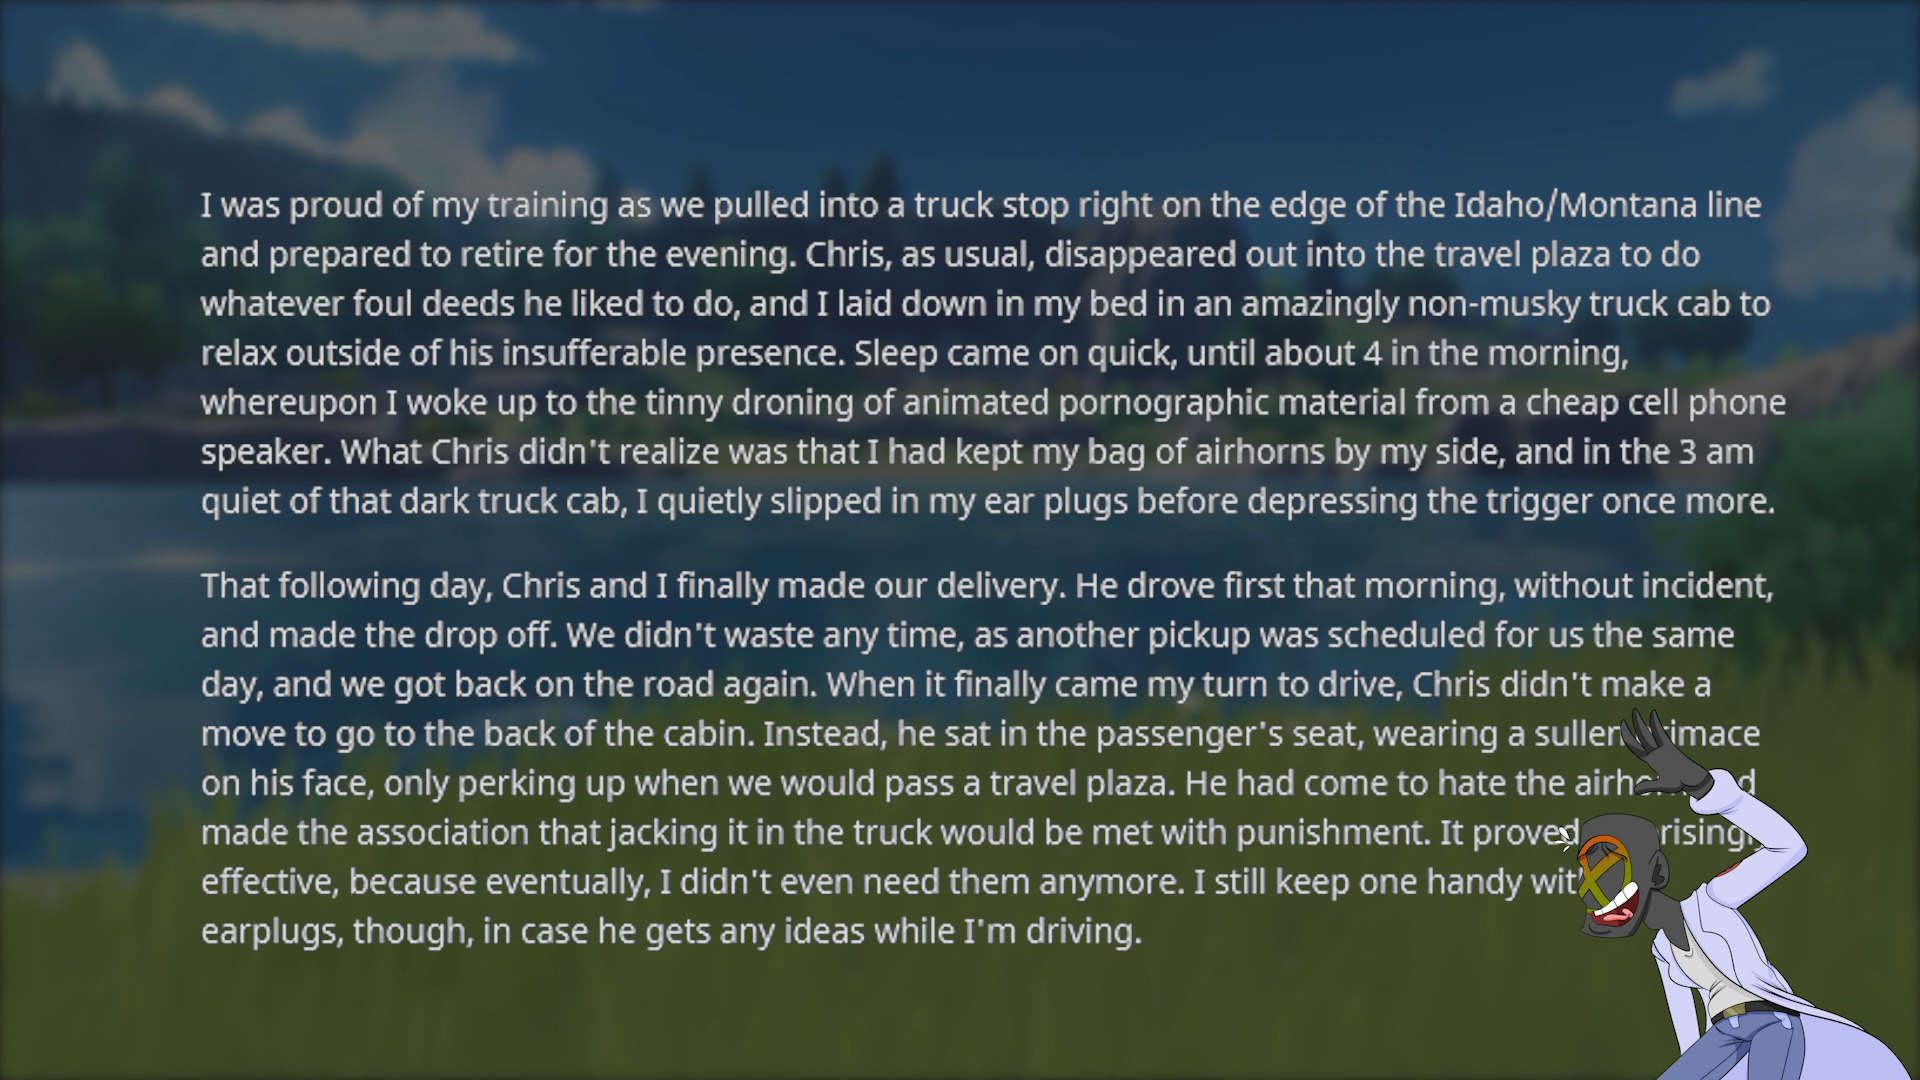 I was proud of my training as we pulled into a truck stop right on the edge of the Idaho/Montana line
and prepared to retire for the evening. Chris, as usual, disappeared out into the travel plaza to do
whatever foul deeds he liked to do, and I laid down in my bed in an amazingly non-musky truck cab to
relax outside of his insufferable presence. Sleep came on quick, until about 4 in the morning,
whereupon I woke up to the tinny droning of animated pornographic material from a cheap cell phone
speaker. What Chris didn't realize was that I had kept my bag of airhorns by my side, and in the 3 am
quiet of that dark truck cab, I quietly slipped in my ear plugs before depressing the trigger once more.
That following day, Chris and I finally made our delivery. He drove first that morning, without incident,
and made the drop off. We didn't waste any time, as another pickup was scheduled for us the same
day, and we got back on the road again. When it finally came my turn to drive, Chris didn't make a
move to go to the back of the cabin. Instead, he sat in the passenger's seat, wearing a sullen
on his face, only perking up when we would pass a travel plaza. He had come to hate the
made the association that jacking it in the truck would be met with punishment. It proved
effective, because eventually, I didn't even need them anymore. I still keep one handy
earplugs, though, in case he gets any ideas while I'm driving.